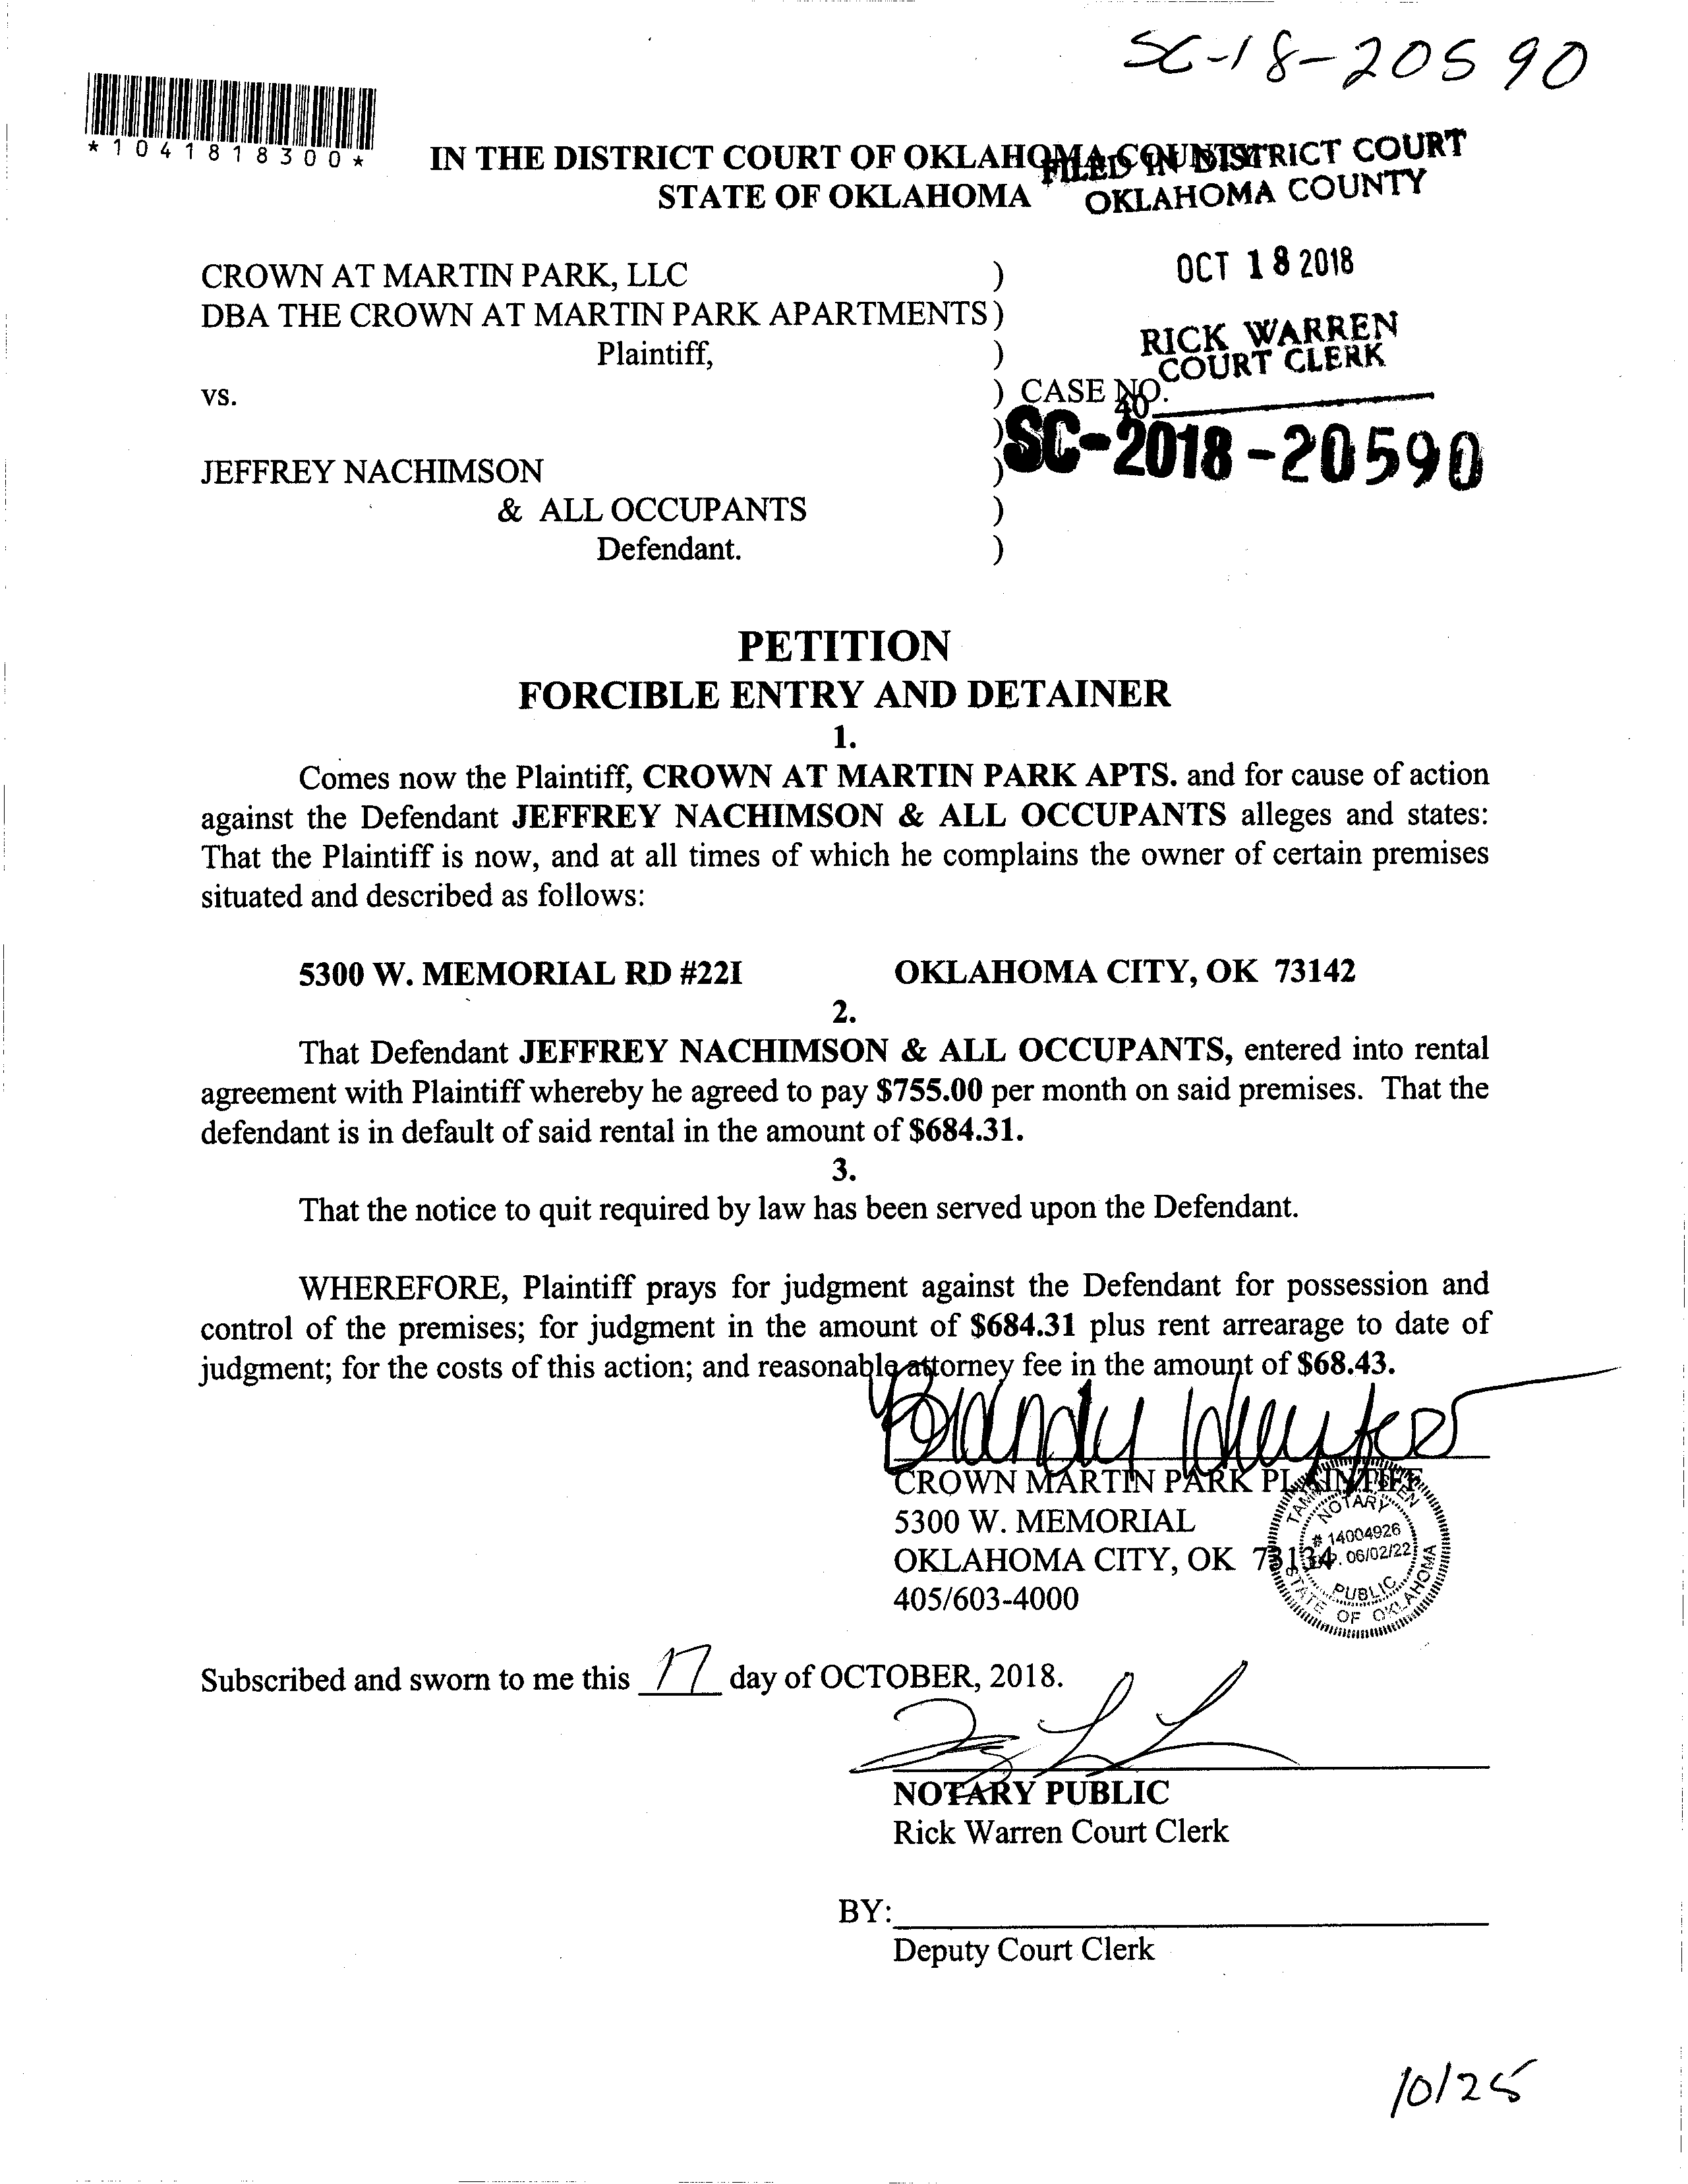 SC-18-20590
*1041818300*
IN THE DISTRICT COURT OF OKLAHOMA COUNTY
STATE OF OKLAHOMA
FILED IN DISTRICT COURT
OKLAHOMA COUNTY
OCT 18 2018
RICK WARREN
COURT CLERK
40
CROWN AT MARTIN PARK, LLC )
DBA THE CROWN AT MARTIN PARK APARTMENTS )
Plaintiff, )
vs. ) CASE NO.
) SC-2018-20590
JEFFREY NACHIMSON )
& ALL OCCUPANTS )
Defendant. )
PETITION
FORCIBLE ENTRY AND DETAINER
1.
Comes now the Plaintiff, CROWN AT MARTIN PARK APTS. and for cause of action
against the Defendant JEFFREY NACHIMSON & ALL OCCUPANTS alleges and states:
That the Plaintiff is now, and at all times of which he complains the owner of certain premises
situated and described as follows:
5300 W. MEMORIAL RD #22I OKLAHOMA CITY, OK 73142
2.
That Defendant JEFFREY NACHIMSON & ALL OCCUPANTS, entered into rental
agreement with Plaintiff whereby he agreed to pay $755.00 per month on said premises. That the
defendant is in default of said rental in the amount of $684.31.
3.
That the notice to quit required by law has been served upon the Defendant.
WHEREFORE, Plaintiff prays for judgment against the Defendant for possession and
control of the premises; for judgment in the amount of $684.31 plus rent arrearage to date of
judgment; for the costs of this action; and reasonable attorney fee in the amount of $68.43.
Brandy
CROWN MARTIN PARK PLAINTIFF
5300 W. MEMORIAL
OKLAHOMA CITY, OK 73134
405/603-4000
NOTARY
# 14004926
EXP. 06/02/22
PUBLIC
STATE OF OKLAHOMA
Subscribed and sworn to me this 17 day of OCTOBER, 2018.
NOTARY PUBLIC
Rick Warren Court Clerk
BY:
Deputy Court Clerk
10/25